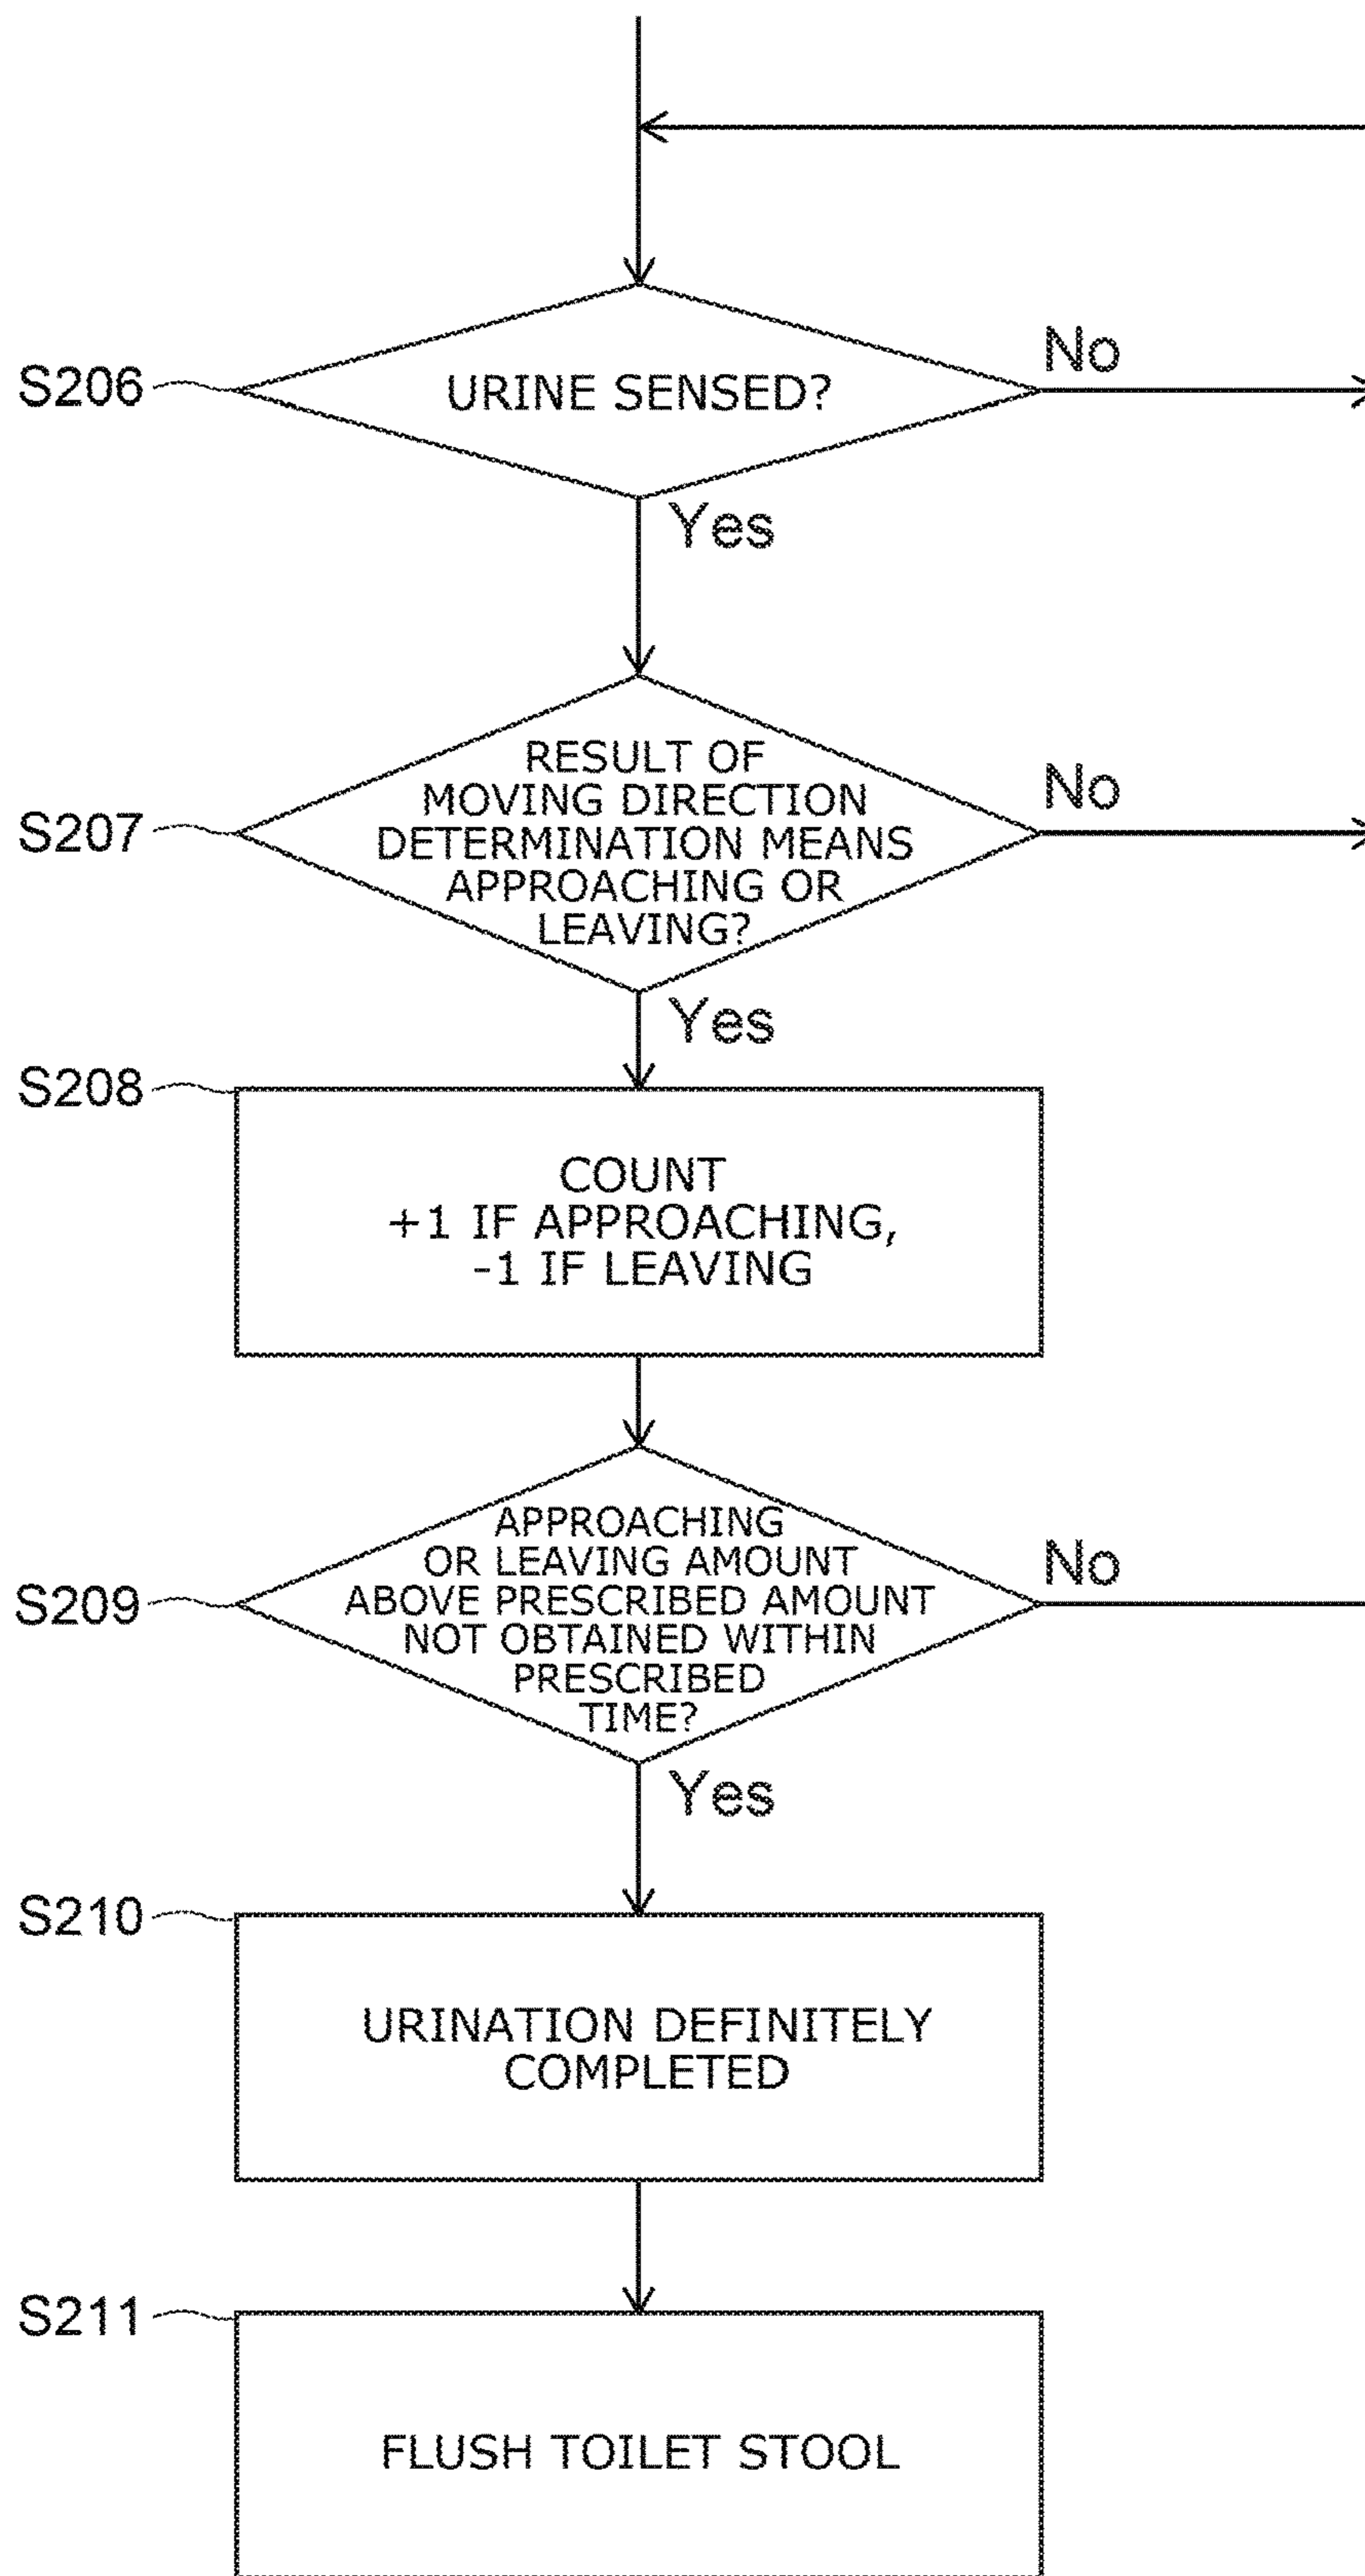 S206
URINE SENSED?
No
Yes
S207
RESULT OF
MOVING DIRECTION
DETERMINATION MEANS
APPROACHING OR
LEAVING?
No
Yes
S208
COUNT
+1 IF APPROACHING,
-1 IF LEAVING
S209
APPROACHING
OR LEAVING AMOUNT
ABOVE PRESCRIBED AMOUNT
NOT OBTAINED WITHIN
PRESCRIBED
TIME?
No
Yes
S210
URINATION DEFINITELY
COMPLETED
S211
FLUSH TOILET STOOL